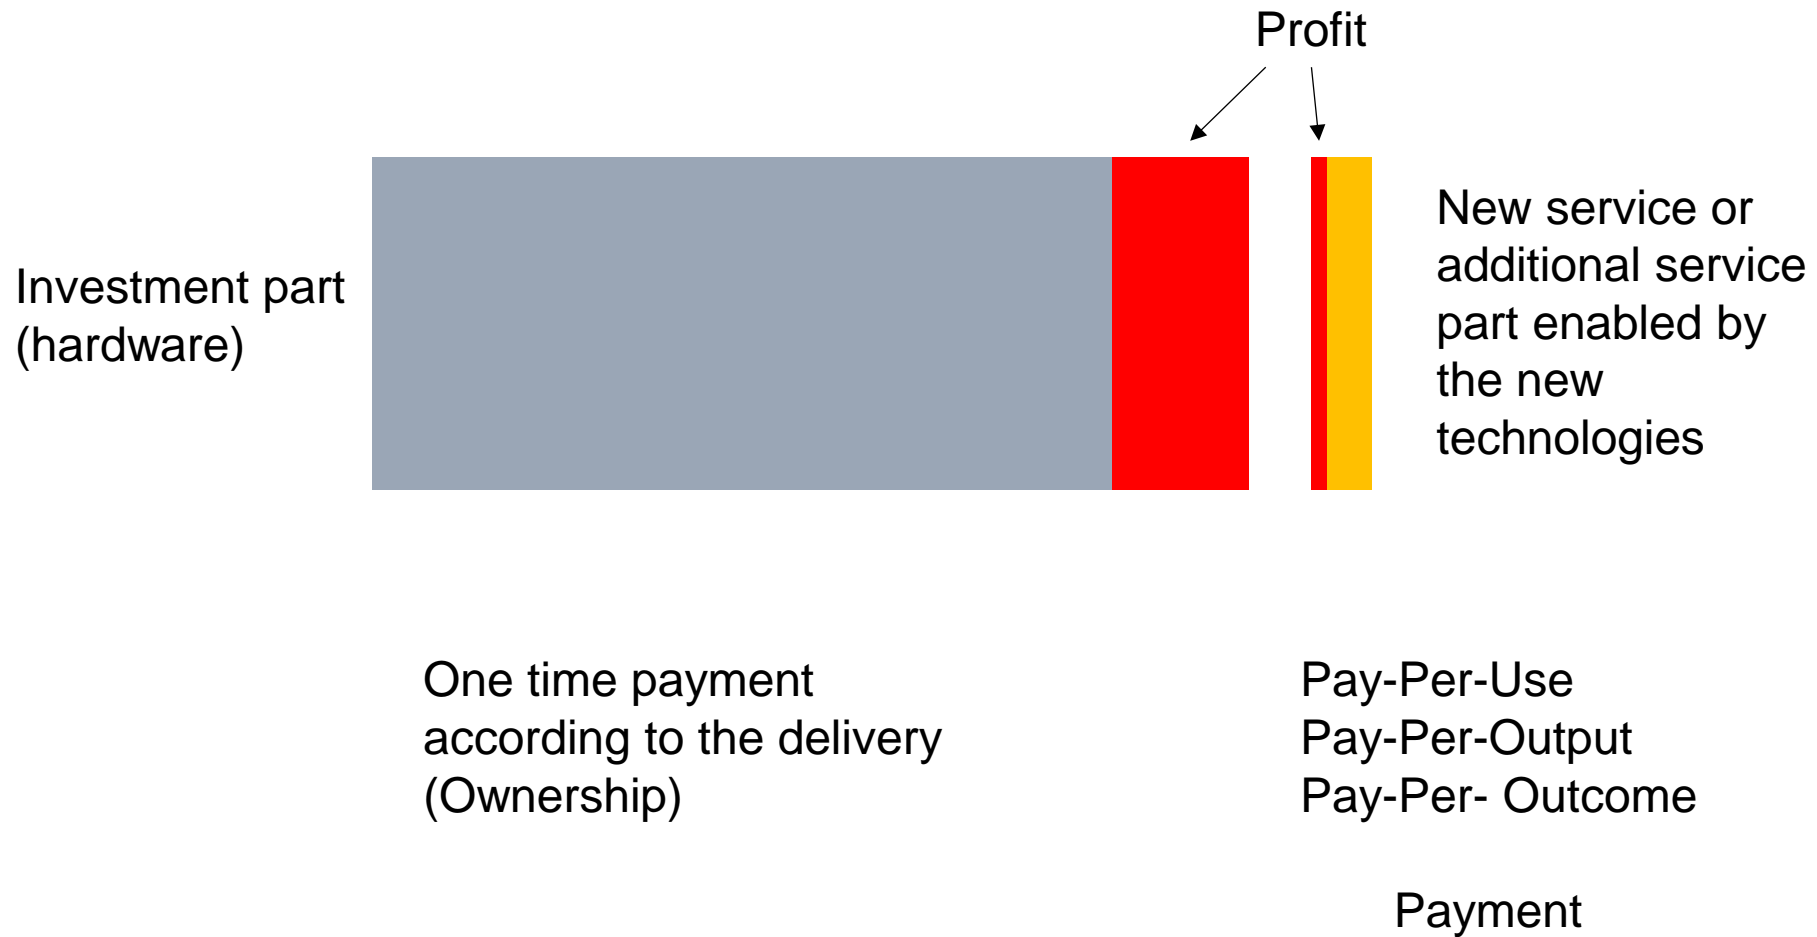 Profit
Investment part
(hardware)
New service or
additional service
part enabled by
the new
technologies
One time payment
according to the delivery
(Ownership)
Pay-Per-Use
Pay-Per-Output
Pay-Per- Outcome
Payment